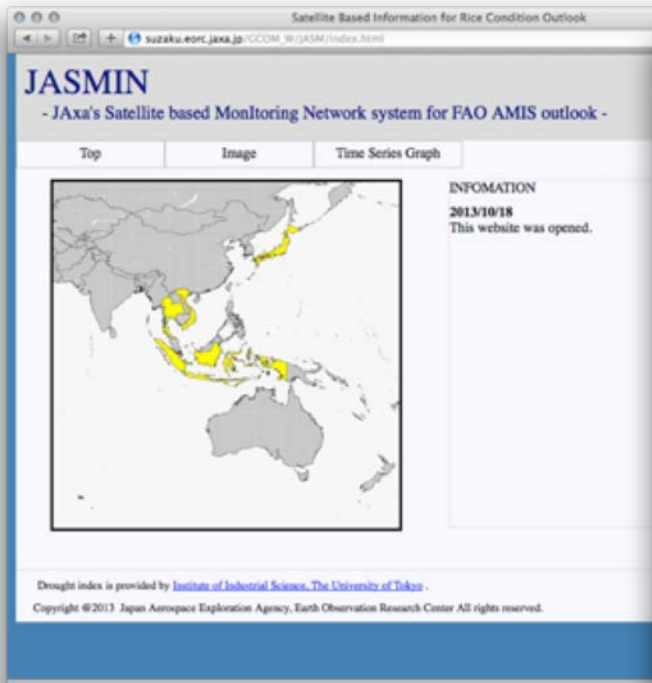 Satellite Based Information for Rice Condition Outlook
suzaku.eorc.jaxa.jp/GCOM_W/JASM/index.html
JASMIN
- JAxa's Satellite based MonItoring Network system for FAO AMIS outlook -
Top Image Time Series Graph
INFOMATION
2013/10/18
This website was opened.
Drought index is provided by Institute of Industrial Science, The University of Tokyo .
Copyright @2013 Japan Aerospace Exploration Agency, Earth Observation Research Center All rights reserved.